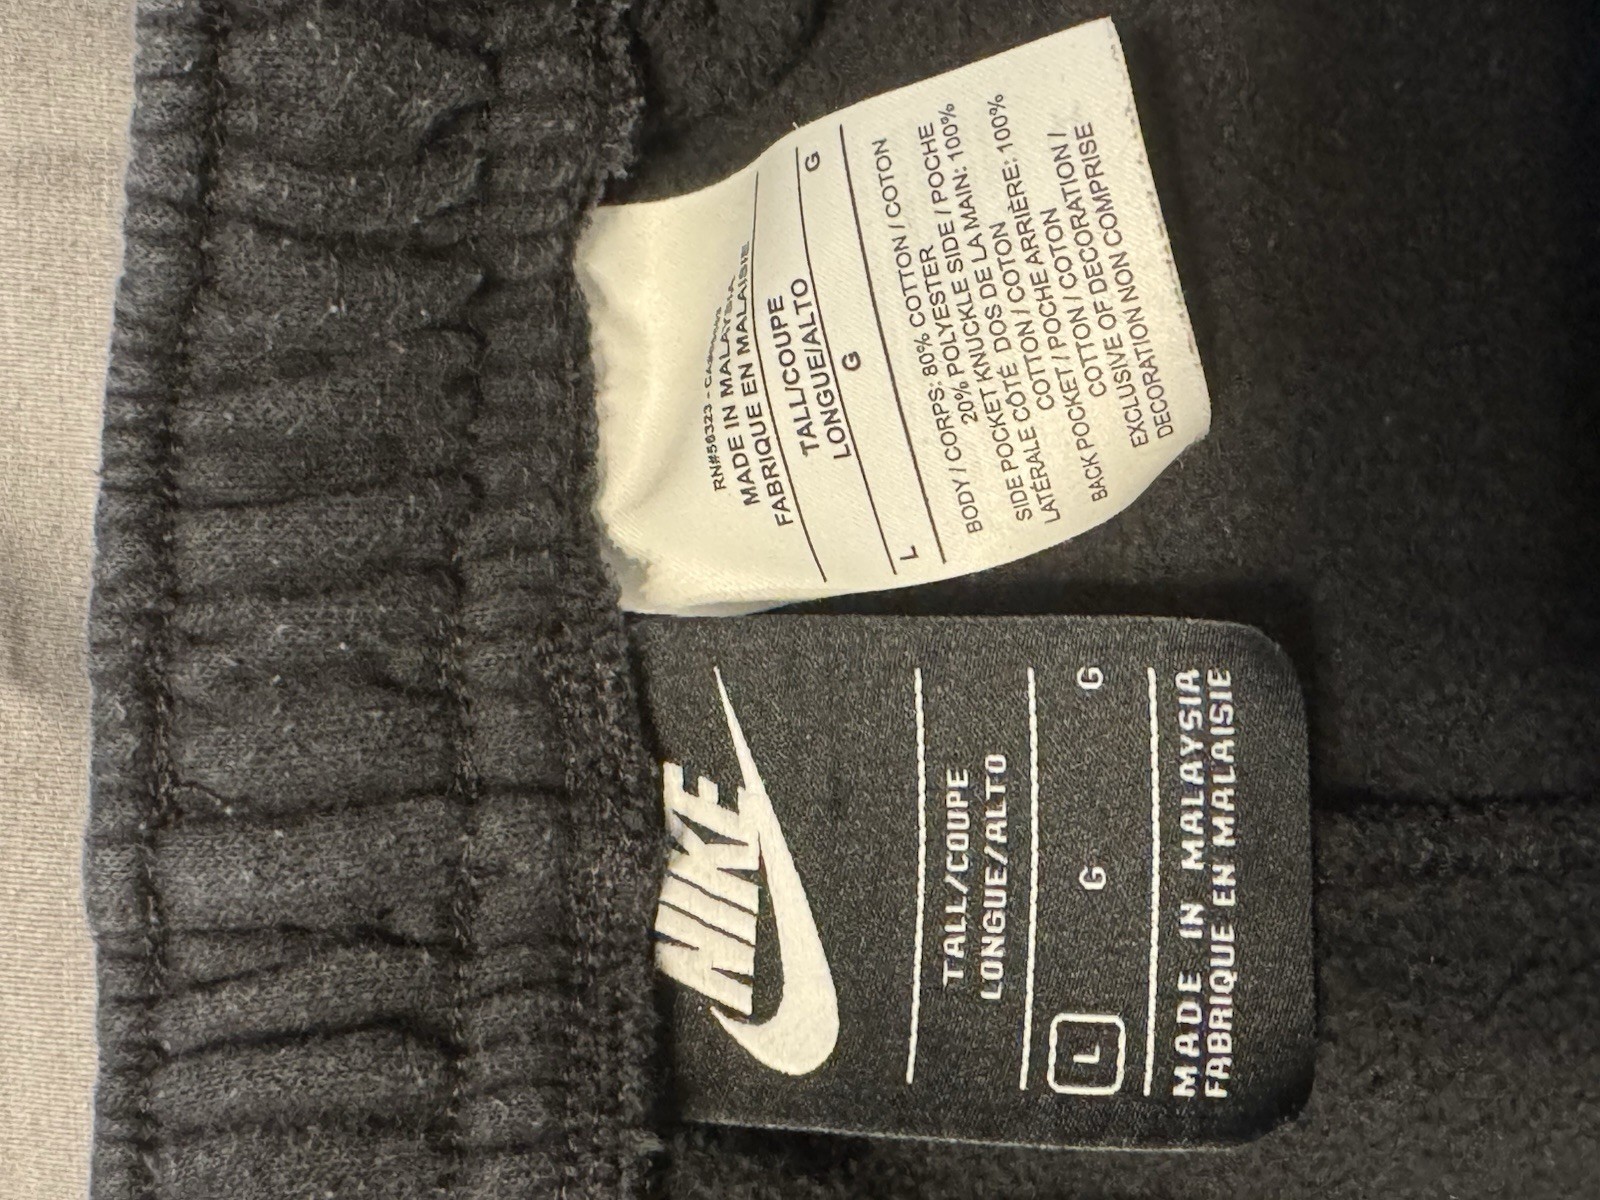 RN#56323 - CA
MADE IN MALAYSIA
FABRIQUE EN MALAISIE
TALL/COUPE
LONGUE/ALTO
L G G
BODY / CORPS: 80% COTTON / COTON
20% POLYESTER
POCKET KNUCKLE SIDE / POCHE
DOS DE LA MAIN: 100%
COTTON / COTON
SIDE POCKET / POCHE
LATÉRALE CÔTÉ ARRIÈRE: 100%
COTTON / COTON
BACK POCKET / COTON /
COTTON / COTON
EXCLUSIVE OF DECORATION /
DECORATION NON COMPRISE
NIKE
TALL/COUPE
LONGUE/ALTO
L G G
MADE IN MALAYSIA
FABRIQUE EN MALAISIE